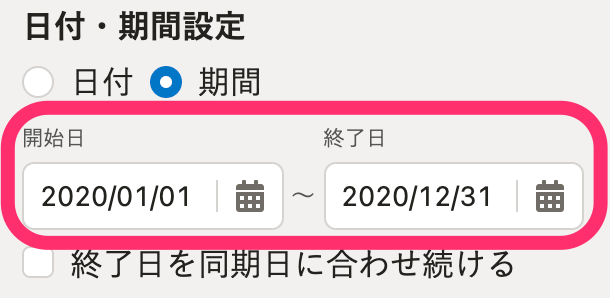 日付・期間設定
日付 期間
開始日 終了日
2020/01/01 ～ 2020/12/31
終了日を同期日に合わせ続ける